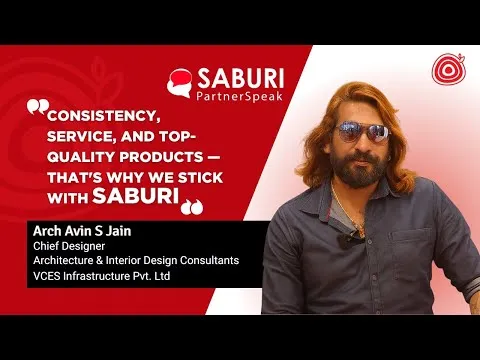 SABURI
PartnerSpeak
"CONSISTENCY,
SERVICE, AND TOP-
QUALITY PRODUCTS —
THAT'S WHY WE STICK
WITH SABURI"
Arch Avin S Jain
Chief Designer
Architecture & Interior Design Consultants
VCES Infrastructure Pvt. Ltd